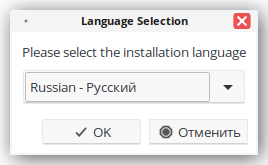 Language Selection
Please select the installation language
Russian - Русский
OK
Отменить